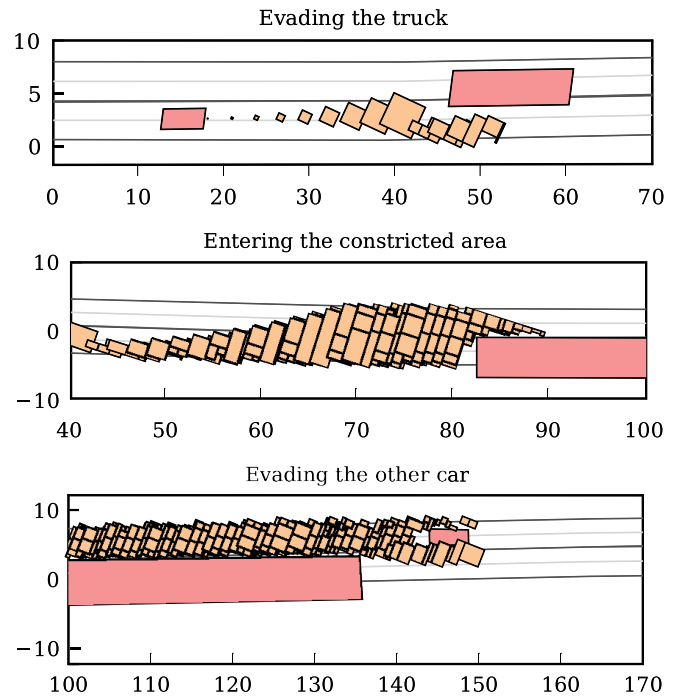 Evading the truck
10
5
0
0 10 20 30 40 50 60 70
Entering the constricted area
10
0
−10
40 50 60 70 80 90 100
Evading the other car
10
0
−10
100 110 120 130 140 150 160 170